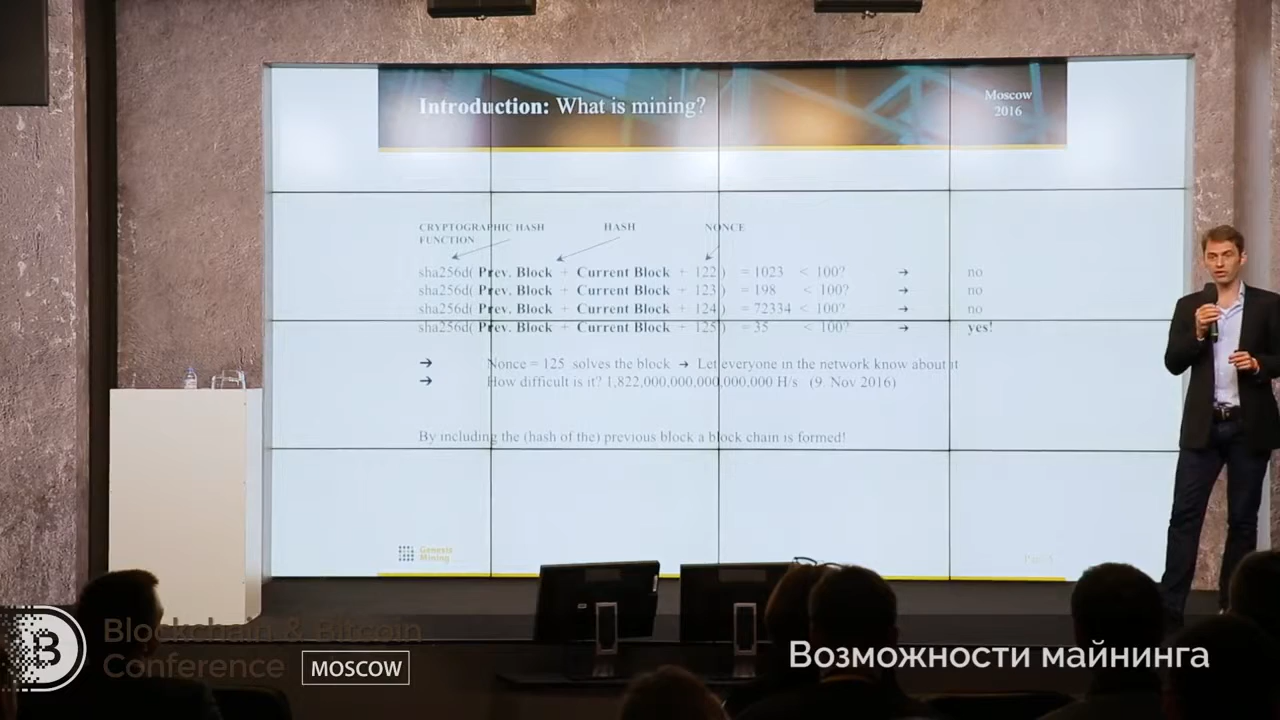 Introduction: What is mining?
Moscow
2016
CRYPTOGRAPHIC HASH FUNCTION
HASH
NONCE
sha256d( Prev. Block + Current Block + 122 ) = 1023 < 100? → no
sha256d( Prev. Block + Current Block + 123 ) = 198 < 100? → no
sha256d( Prev. Block + Current Block + 124 ) = 72334 < 100? → no
sha256d( Prev. Block + Current Block + 125 ) = 35 < 100? → yes!
→ Nonce = 125 solves the block → Let everyone in the network know about it
→ How difficult is it? 1,822,000,000,000,000,000 H/s (9. Nov 2016)
By including the (hash of the) previous block a block chain is formed!
Genesis
Mining
Blockchain & Bitcoin
Conference MOSCOW
Возможности майнинга